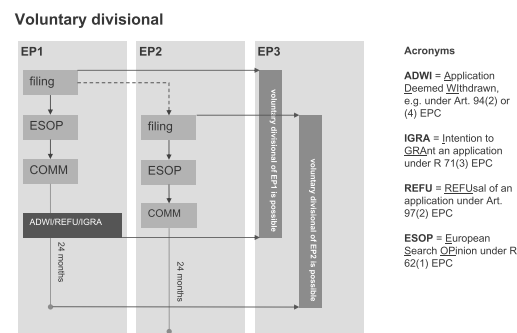 Voluntary divisional
EP1
EP2
EP3
filing
ESOP
COMM
ADWI/REFU/IGRA
24 months
filing
ESOP
COMM
24 months
voluntary divisional of EP1 is possible
voluntary divisional of EP2 is possible
Acronyms
ADWI = Application
Deemed WIthdrawn,
e.g. under Art. 94(2) or
(4) EPC
IGRA = Intention to
GRAnt an application
under R 71(3) EPC
REFU = REFUsal of an
application under Art.
97(2) EPC
ESOP = European
Search OPinion under R
62(1) EPC